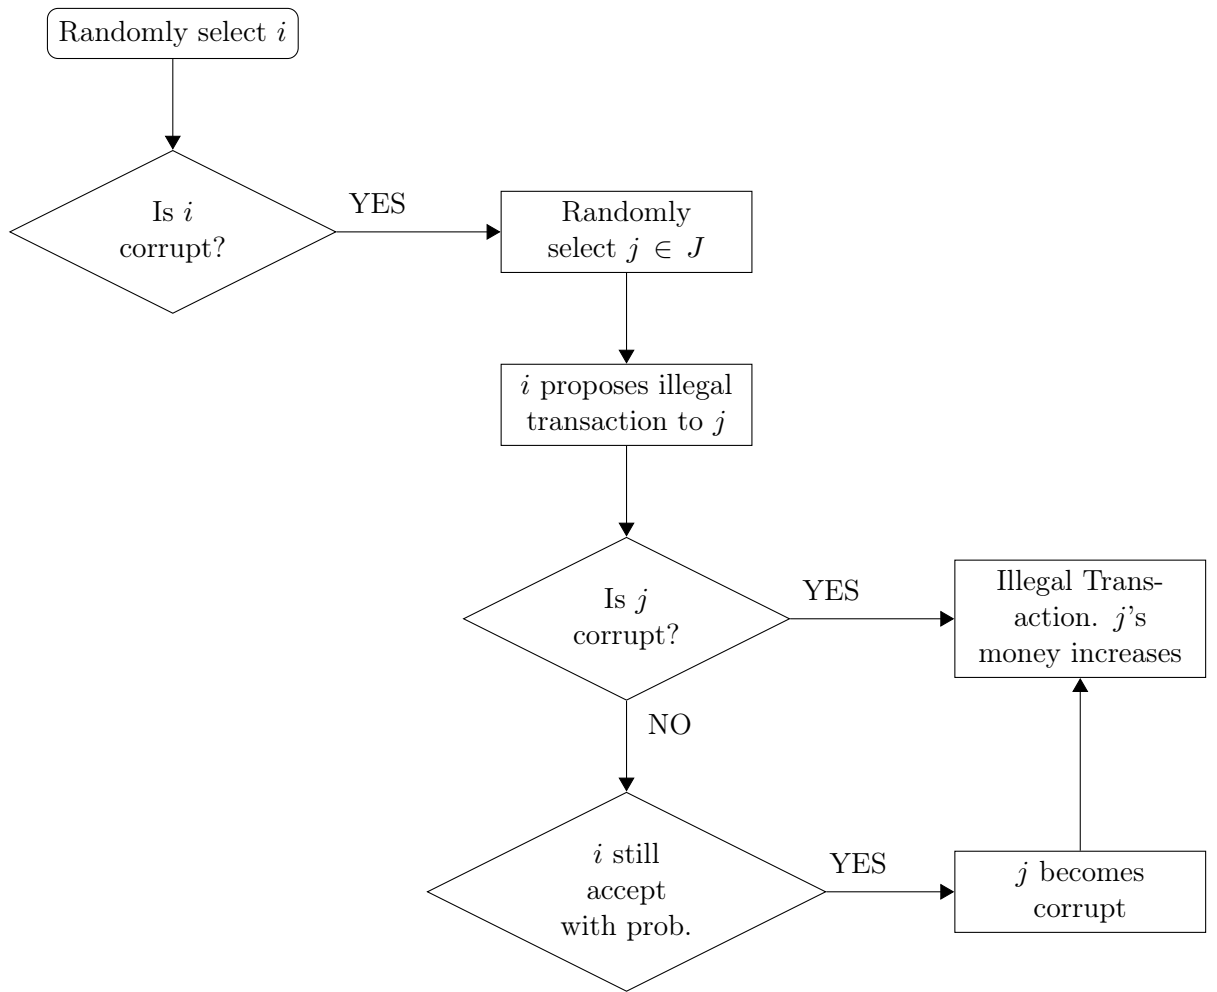 Randomly select i
Is i
corrupt?
YES
Randomly
select j ∈ J
i proposes illegal
transaction to j
Is j
corrupt?
YES
Illegal Trans-
action. j's
money increases
NO
i still
accept
with prob.
YES
j becomes
corrupt